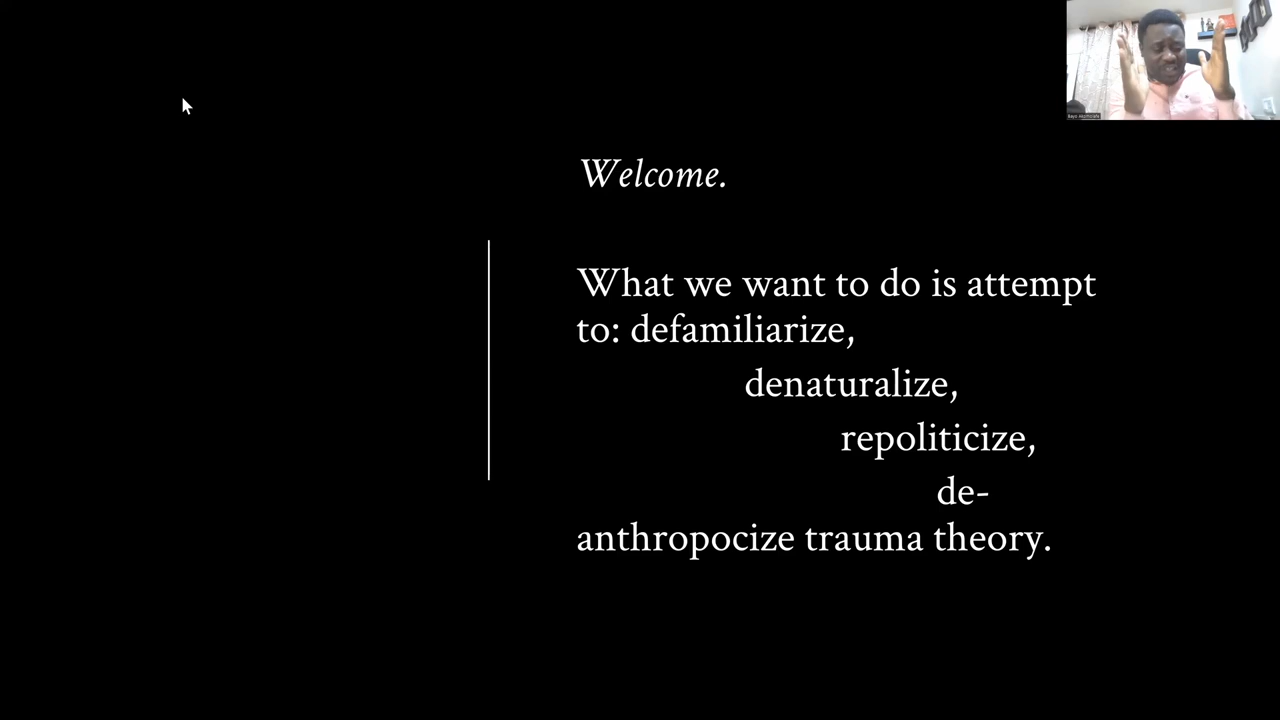 Welcome.
What we want to do is attempt
to: defamiliarize,
denaturalize,
repoliticize,
de-
anthropocize trauma theory.